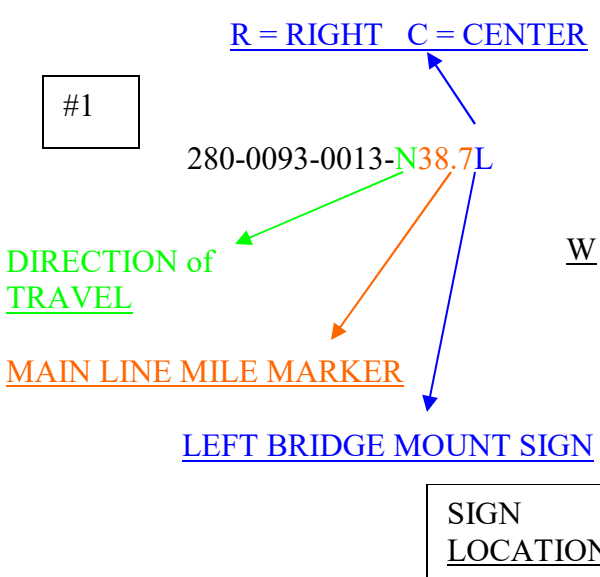 R = RIGHT   C = CENTER
#1
280-0093-0013-N38.7L
W
DIRECTION of
TRAVEL
MAIN LINE MILE MARKER
LEFT BRIDGE MOUNT SIGN
SIGN
LOCATION